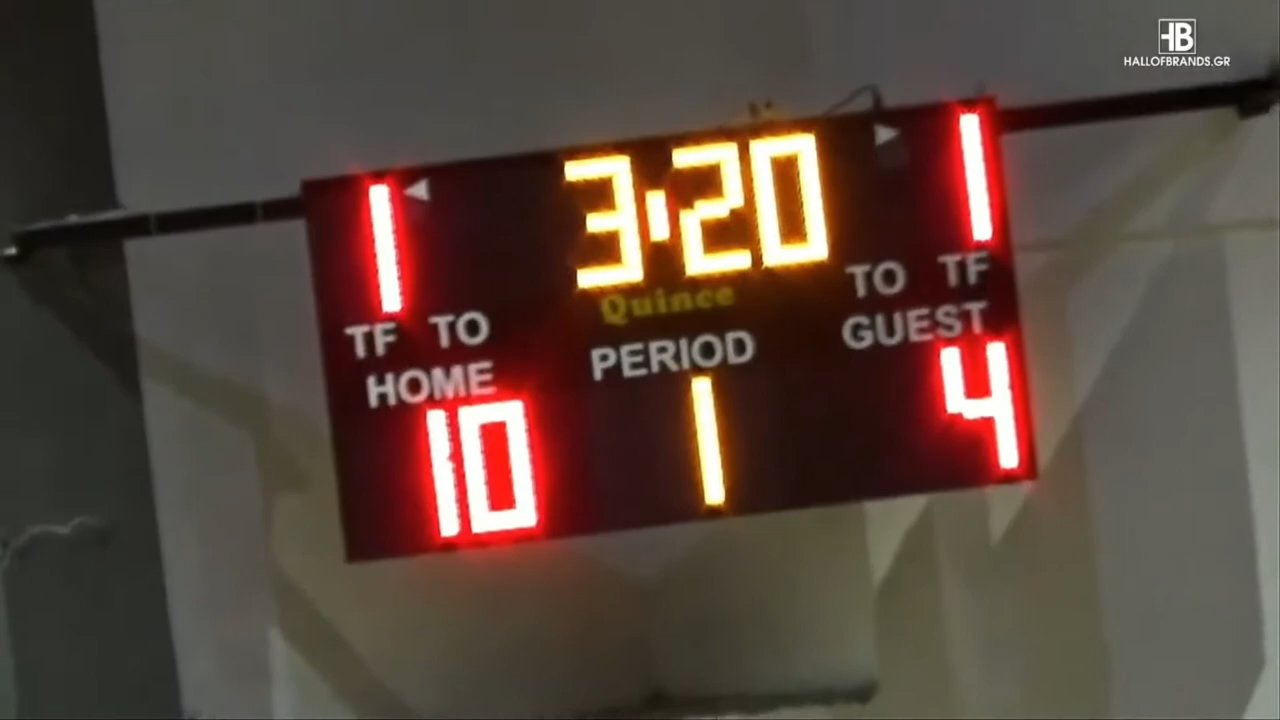 HB
HALLOFBRANDS.GR
1 3:20 1
Quince
TF TO PERIOD TO TF
HOME GUEST
10 1 4